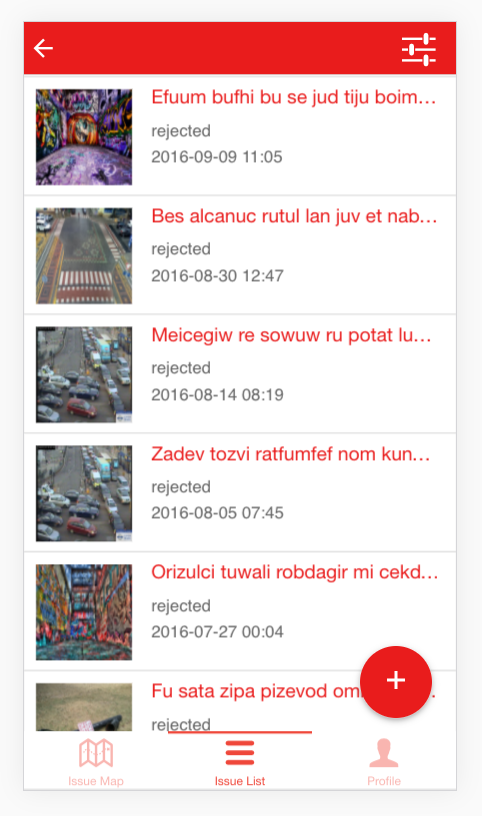 Efuum bufhi bu se jud tiju boim…
rejected
2016-09-09 11:05
Bes alcanuc rutul lan juv et nab…
rejected
2016-08-30 12:47
Meicegiw re sowuw ru potat lu…
rejected
2016-08-14 08:19
Zadev tozvi ratfumfef nom kun…
rejected
2016-08-05 07:45
Orizulci tuwali robdagir mi cekd…
rejected
2016-07-27 00:04
Fu sata zipa pizevod
rejected
Issue Map
Issue List
Profile